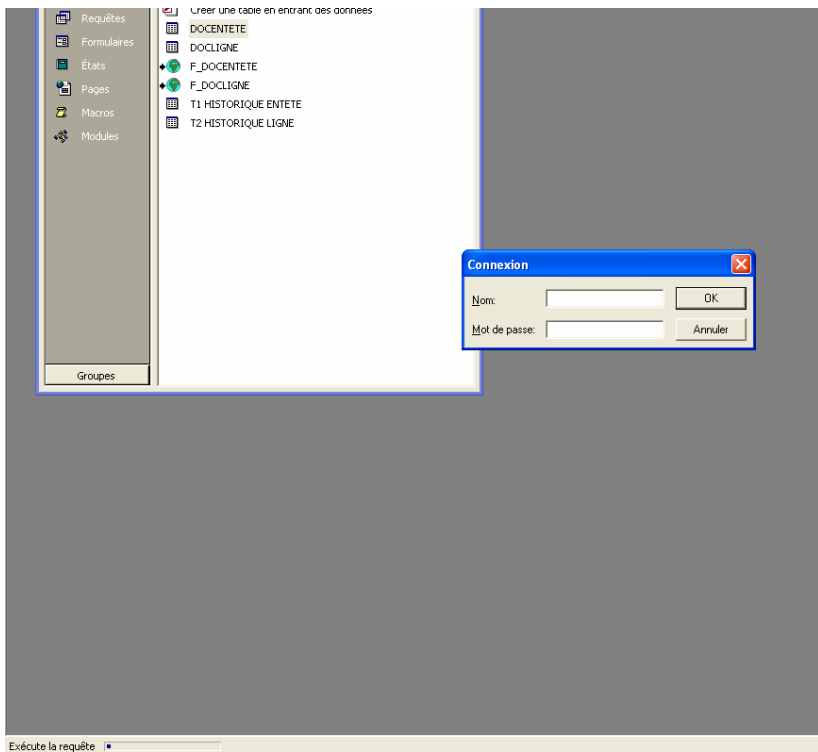 Créer une table en entrant des données
Requêtes
DOCENTETE
Formulaires
DOCLIGNE
États
F_DOCENTETE
Pages
F_DOCLIGNE
Macros
T1 HISTORIQUE ENTETE
Modules
T2 HISTORIQUE LIGNE
Connexion
Nom:
OK
Mot de passe:
Annuler
Groupes
Exécute la requête